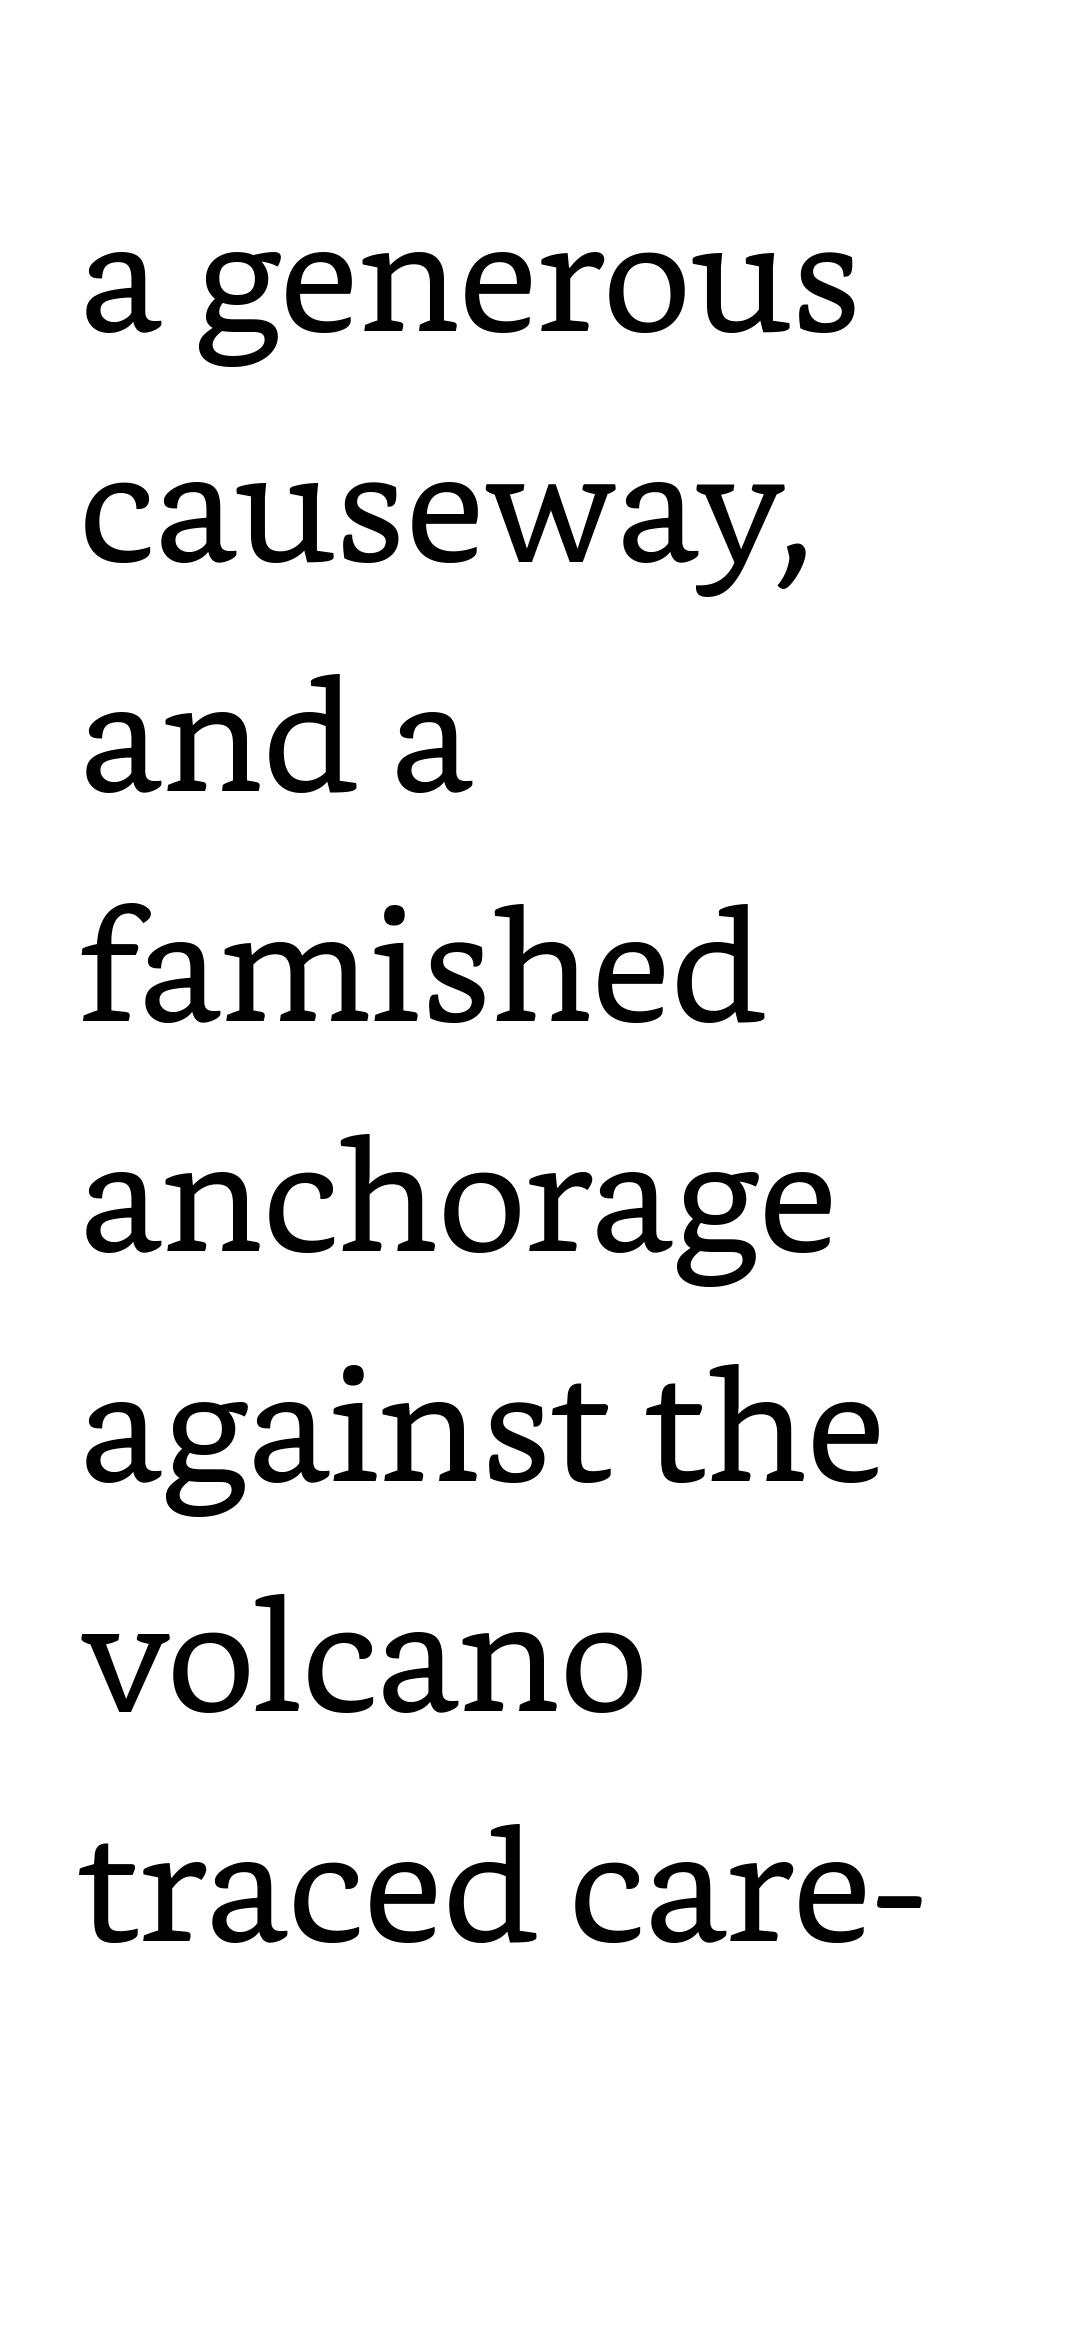 a generous
causeway,
and a
famished
anchorage
against the
volcano
traced care-